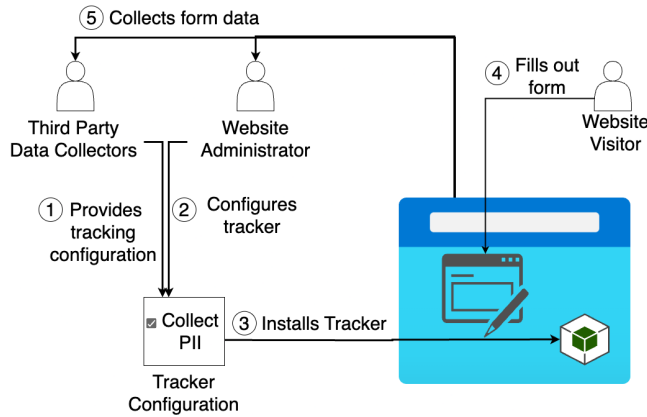 5 Collects form data
4 Fills out
form
Third Party
Data Collectors
Website
Administrator
Website
Visitor
1 Provides
tracking
configuration
2 Configures
tracker
Collect
PII
3 Installs Tracker
Tracker
Configuration